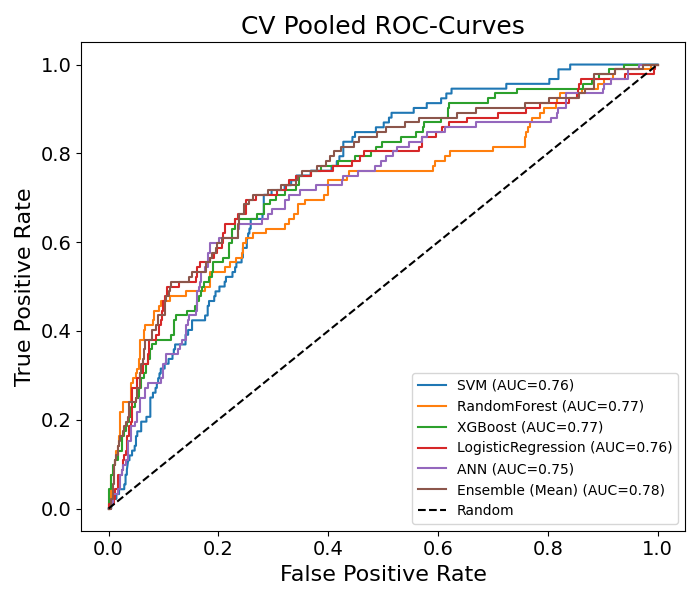 CV Pooled ROC-Curves
True Positive Rate
1.0
0.8
0.6
0.4
0.2
0.0
SVM (AUC=0.76)
RandomForest (AUC=0.77)
XGBoost (AUC=0.77)
LogisticRegression (AUC=0.76)
ANN (AUC=0.75)
Ensemble (Mean) (AUC=0.78)
Random
0.0 0.2 0.4 0.6 0.8 1.0
False Positive Rate